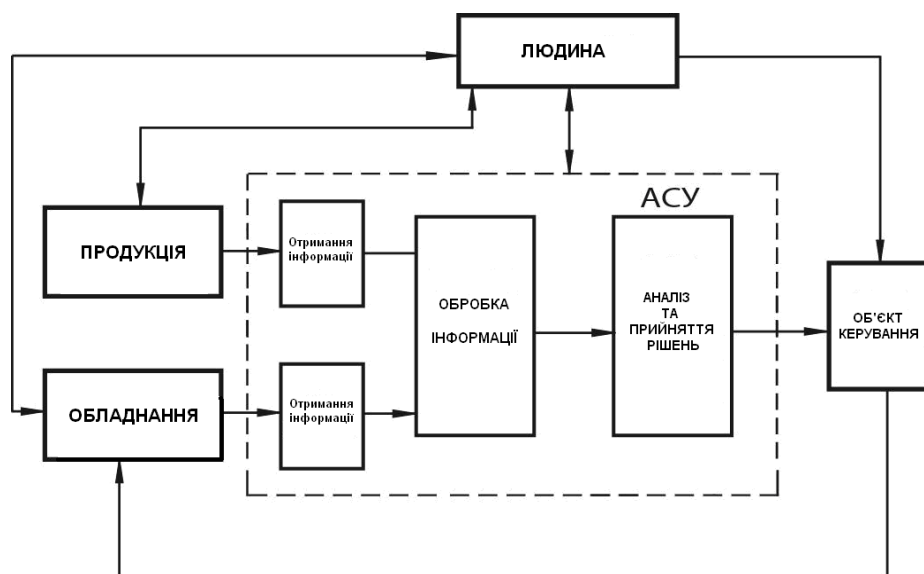 ЛЮДИНА
АСУ
ПРОДУКЦІЯ
Отримання
інформації
ОБРОБКА
ІНФОРМАЦІЇ
АНАЛІЗ
ТА
ПРИЙНЯТТЯ
РІШЕНЬ
ОБ'ЄКТ
КЕРУВАННЯ
ОБЛАДНАННЯ
Отримання
інформації